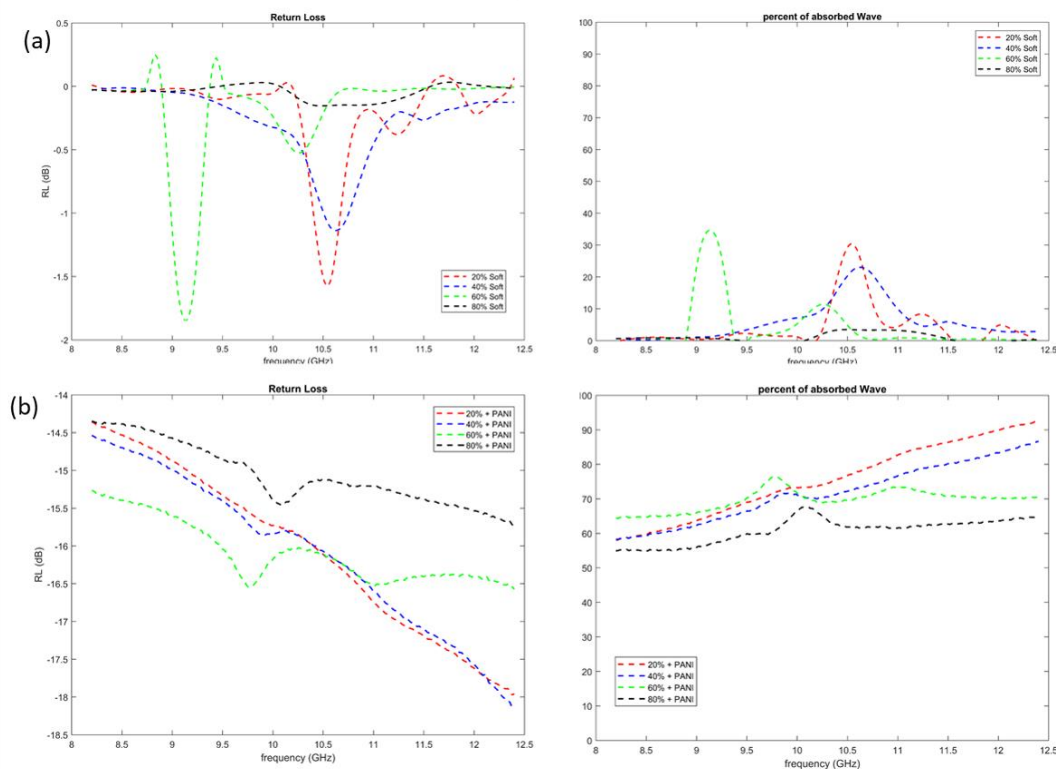 (a)
Return Loss
0.5
0
-0.5
-1
-1.5
-2
RL (dB)
8 8.5 9 9.5 10 10.5 11 11.5 12 12.5
frequency (GHz)
20% Soft
40% Soft
60% Soft
80% Soft
percent of absorbed Wave
100
90
80
70
60
50
40
30
20
10
0
8 8.5 9 9.5 10 10.5 11 11.5 12 12.5
frequency (GHz)
20% Soft
40% Soft
60% Soft
80% Soft
(b)
Return Loss
-14
-14.5
-15
-15.5
-16
-16.5
-17
-17.5
-18
-18.5
RL (dB)
8 8.5 9 9.5 10 10.5 11 11.5 12 12.5
frequency (GHz)
20% + PANI
40% + PANI
60% + PANI
80% + PANI
percent of absorbed Wave
100
90
80
70
60
50
40
30
20
10
0
8 8.5 9 9.5 10 10.5 11 11.5 12 12.5
frequency (GHz)
20% + PANI
40% + PANI
60% + PANI
80% + PANI